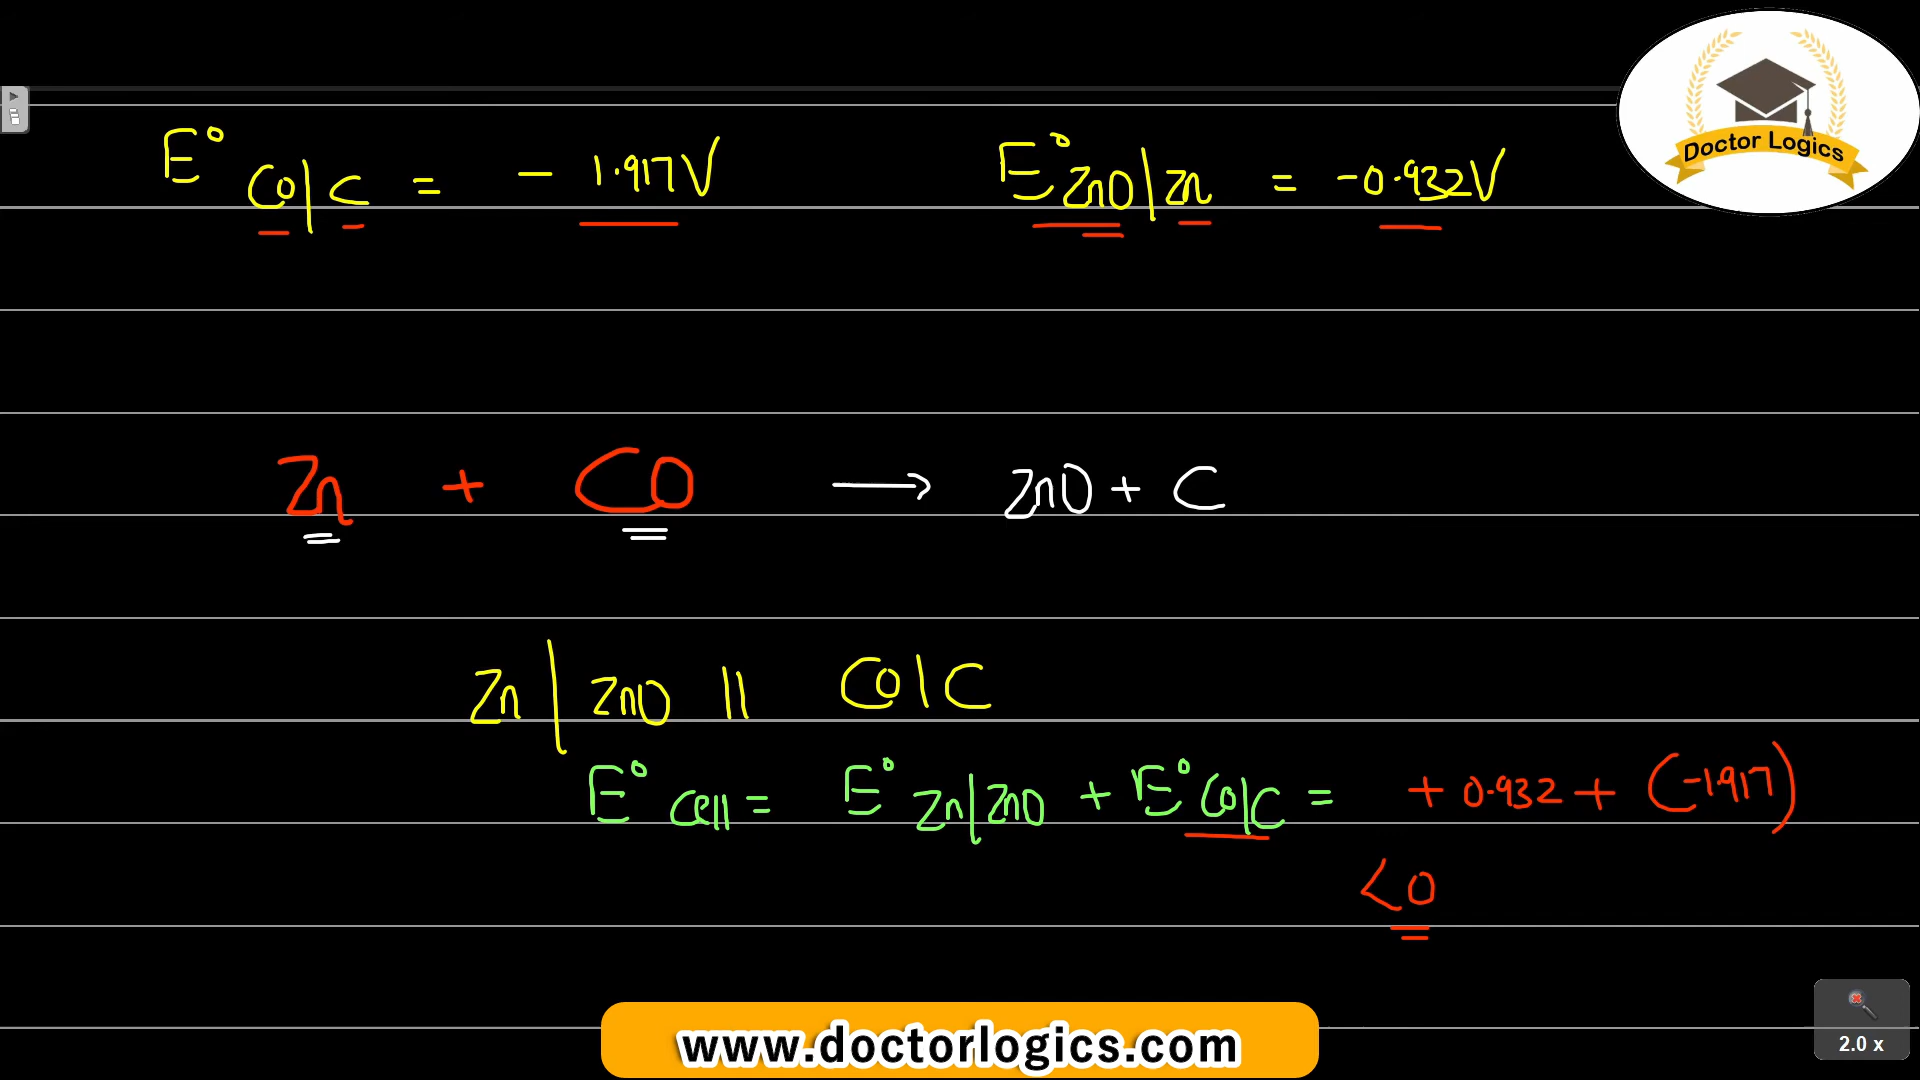 E° CO|C = - 1.917V
E° ZnO|Zn = -0.932V
Doctor Logics
Zn + CO → ZnO + C
Zn | ZnO || CO|C
E° Cell = E° Zn|ZnO + E° CO|C = + 0.932 + (-1.917)
<0
www.doctorlogics.com
2.0 x